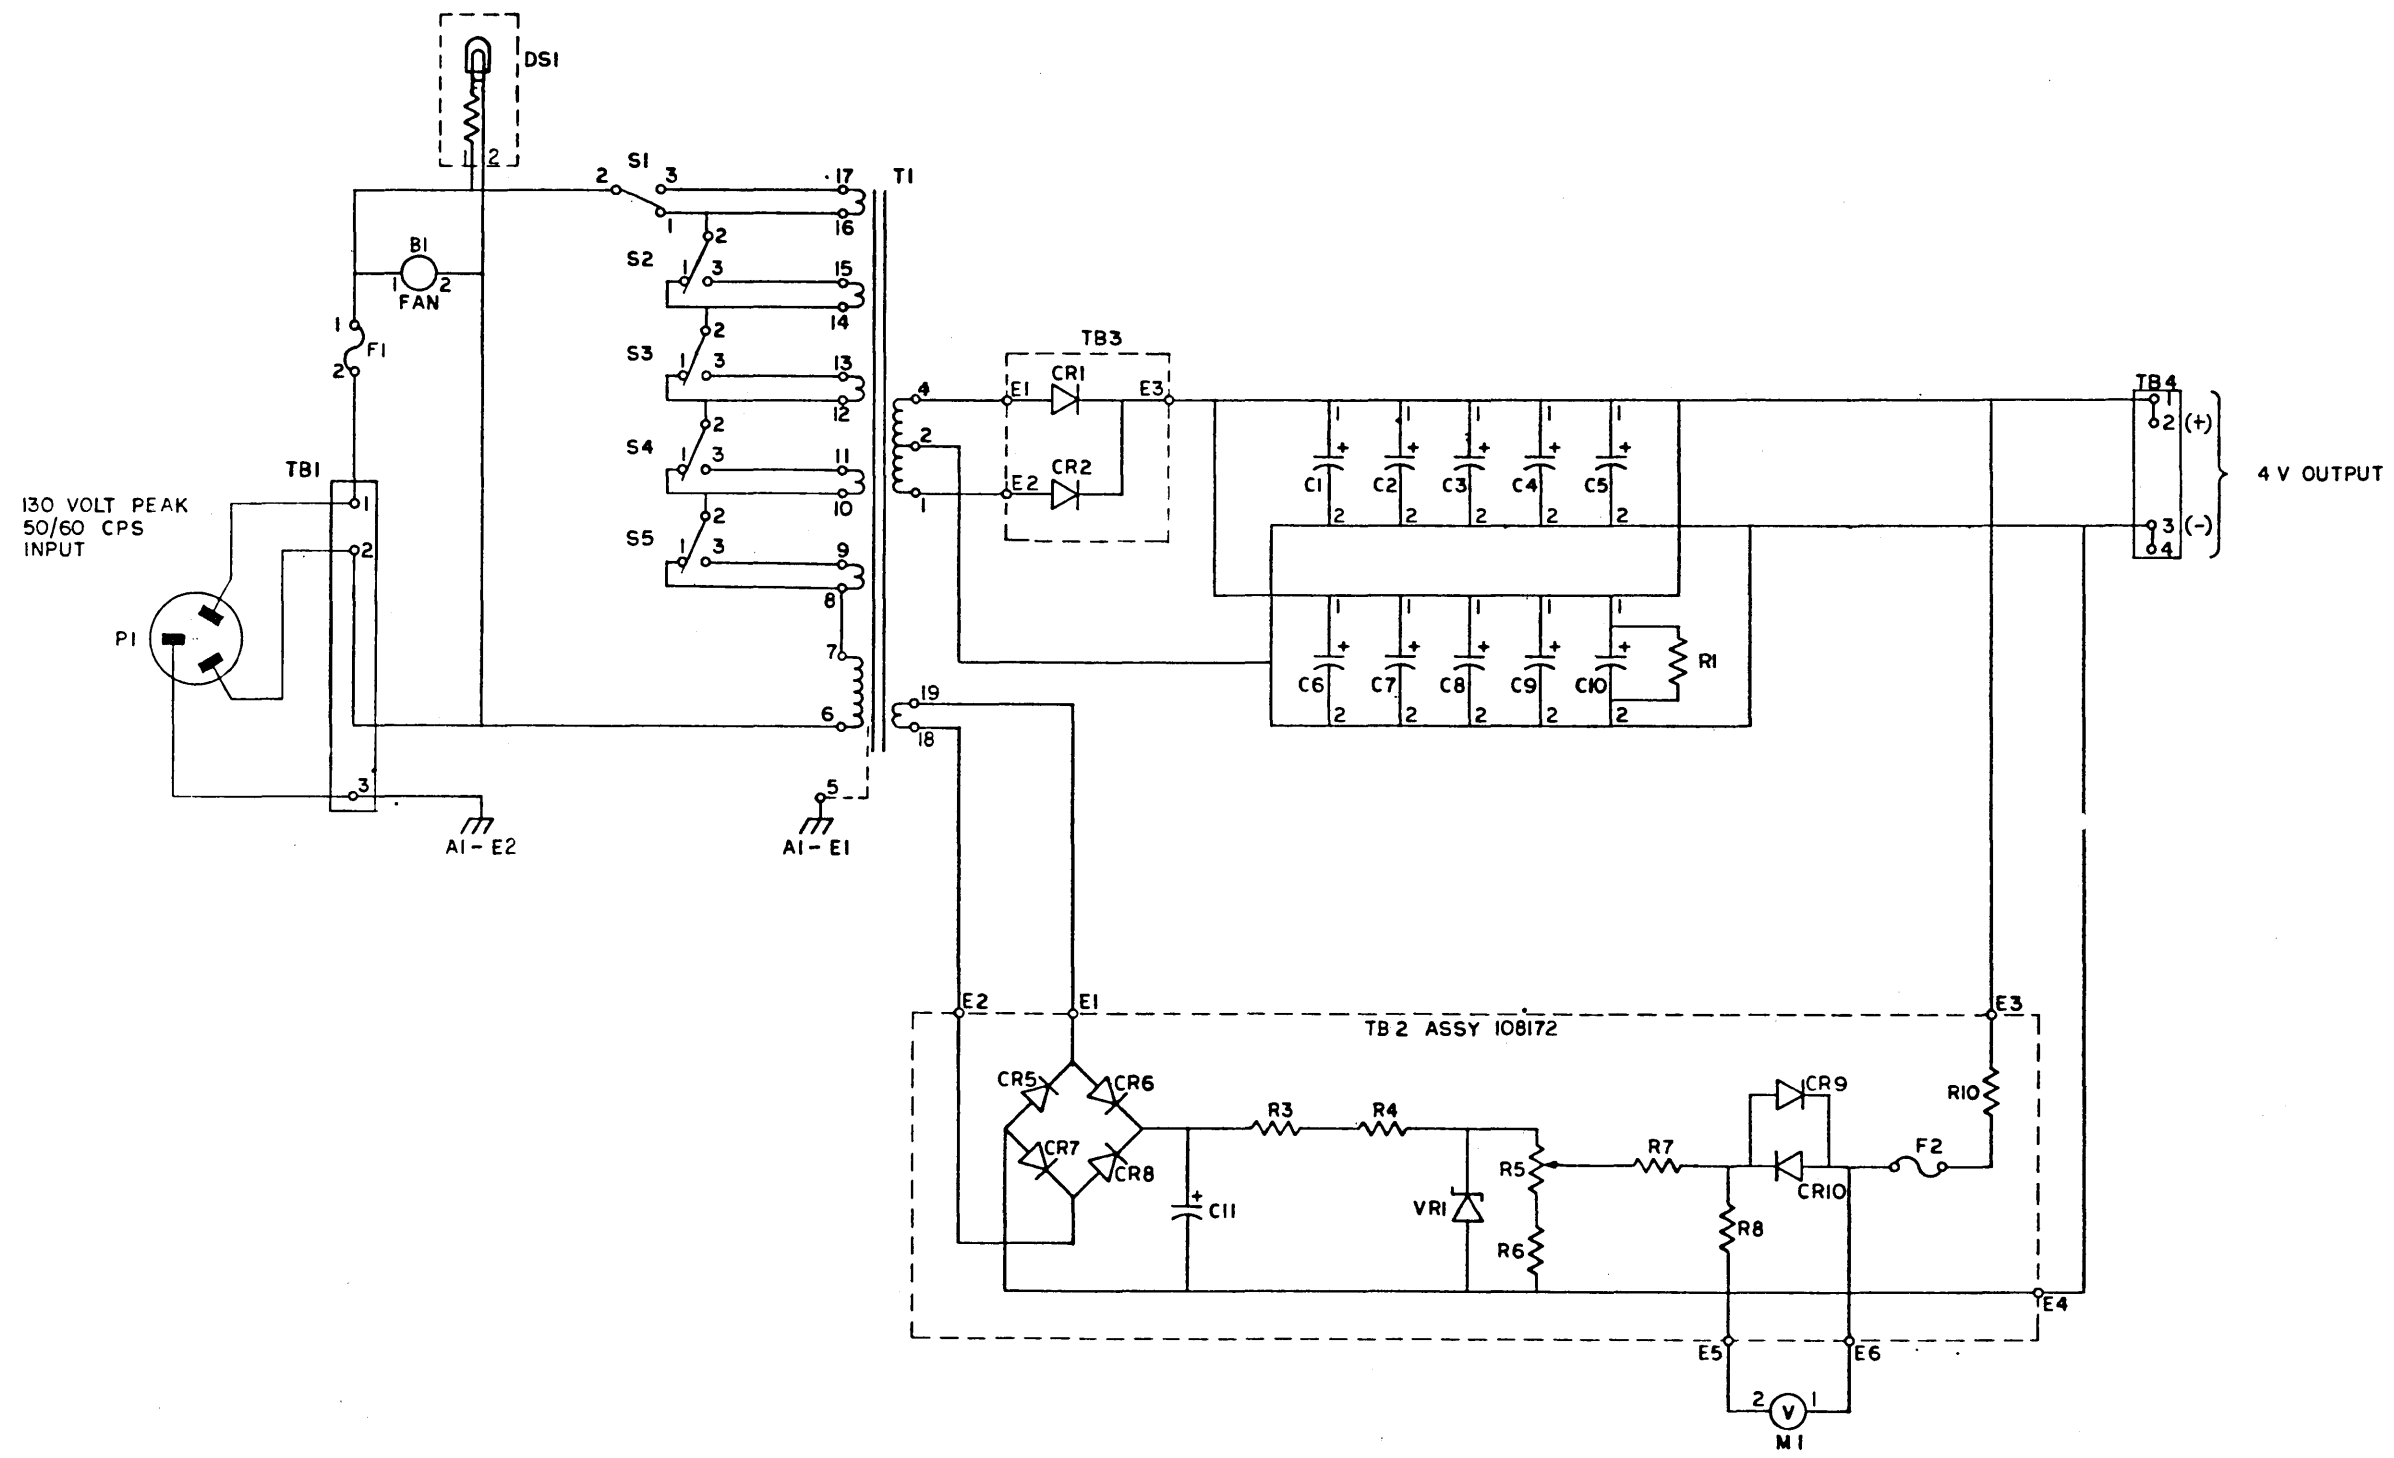 DS1
1 2
S1
2 3 17 T1
1 16
B1
1 2
FAN
2
S2 1 3 15
14
1
F1
2
2
S3 1 3 13
12
2
S4 1 3 11
10
2
S5 1 3 9
8
7
6
5
4
2
1
19
18
TB1
1
2
3
130 VOLT PEAK
50/60 CPS
INPUT
P1
A1-E2
A1-E1
TB3
E1 CR1 E3
E2 CR2
1 1 1 1 1
+ + + + +
C1 C2 C3 C4 C5
2 2 2 2 2
1 1 1 1 1
+ + + + +
C6 C7 C8 C9 C10 R1
2 2 2 2 2
TB4
1
2 (+)
3 (-)
4
4 V OUTPUT
E2 E1 E3
TB2 ASSY 108172
CR5 CR6
CR7 CR8
+
C11
R3 R4
VR1
R5
R6
R7
R8
CR9
CR10
F2
R10
E4
E5 E6
2 V 1
M1